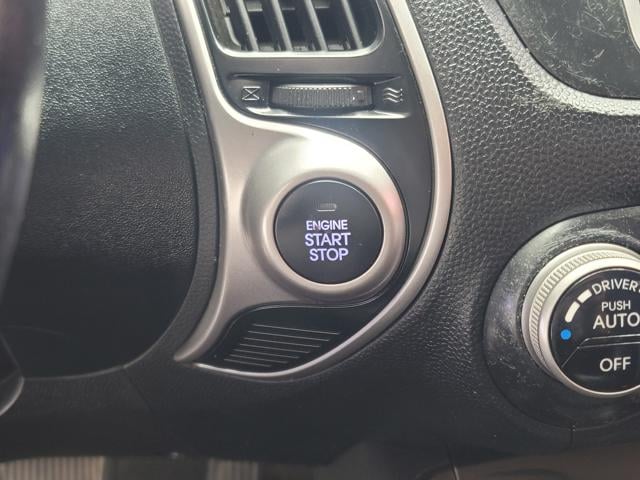 ENGINE
START
STOP
DRIVER
PUSH
AUTO
OFF